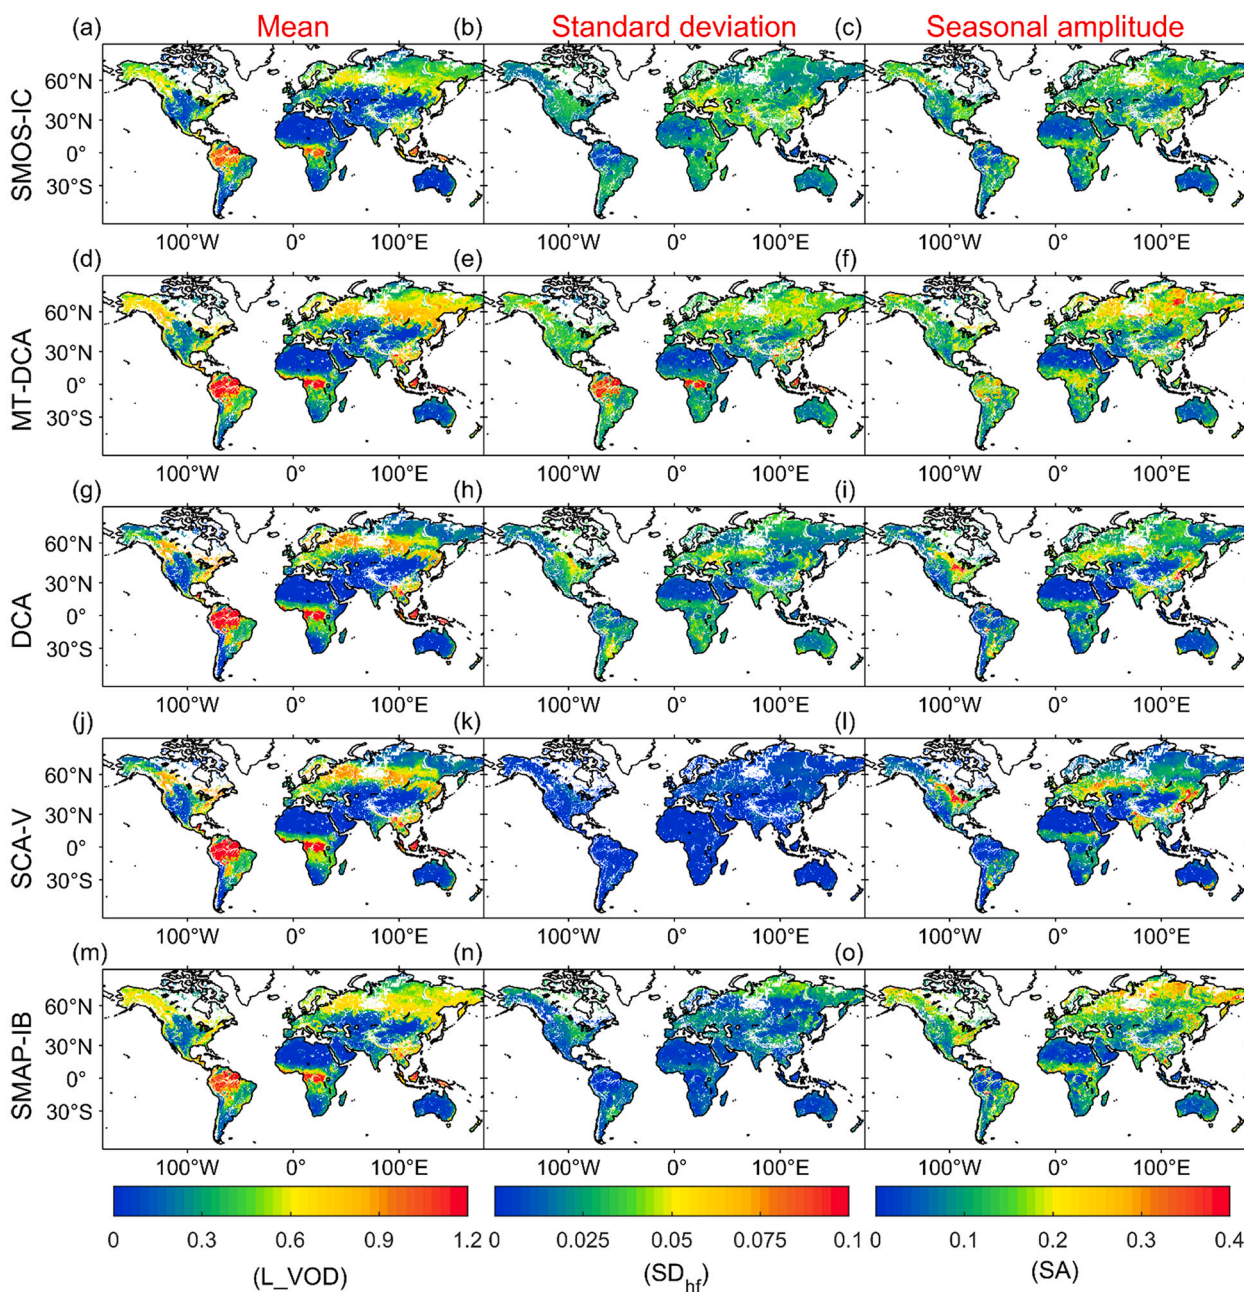 (a) Mean (b) Standard deviation (c) Seasonal amplitude
SMOS-IC
60°N
30°N
0°
30°S
100°W 0° 100°E 100°W 0° 100°E 100°W 0° 100°E
(d) (e) (f)
MT-DCA
60°N
30°N
0°
30°S
100°W 0° 100°E 100°W 0° 100°E 100°W 0° 100°E
(g) (h) (i)
DCA
60°N
30°N
0°
30°S
100°W 0° 100°E 100°W 0° 100°E 100°W 0° 100°E
(j) (k) (l)
SCA-V
60°N
30°N
0°
30°S
100°W 0° 100°E 100°W 0° 100°E 100°W 0° 100°E
(m) (n) (o)
SMAP-IB
60°N
30°N
0°
30°S
100°W 0° 100°E 100°W 0° 100°E 100°W 0° 100°E
0 0.3 0.6 0.9 1.2 0 0.025 0.05 0.075 0.1 0 0.1 0.2 0.3 0.4
(L_VOD) (SD_hf) (SA)